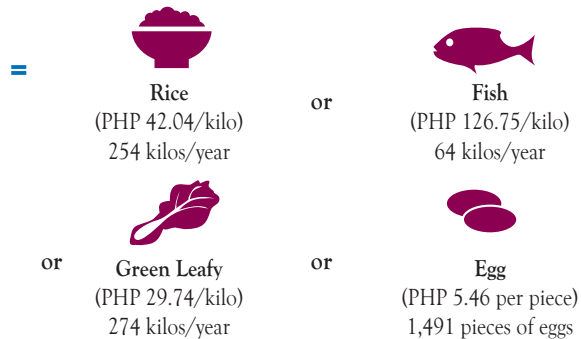 =
Rice
(PHP 42.04/kilo)
254 kilos/year
or
Fish
(PHP 126.75/kilo)
64 kilos/year
or
Green Leafy
(PHP 29.74/kilo)
274 kilos/year
or
Egg
(PHP 5.46 per piece)
1,491 pieces of eggs